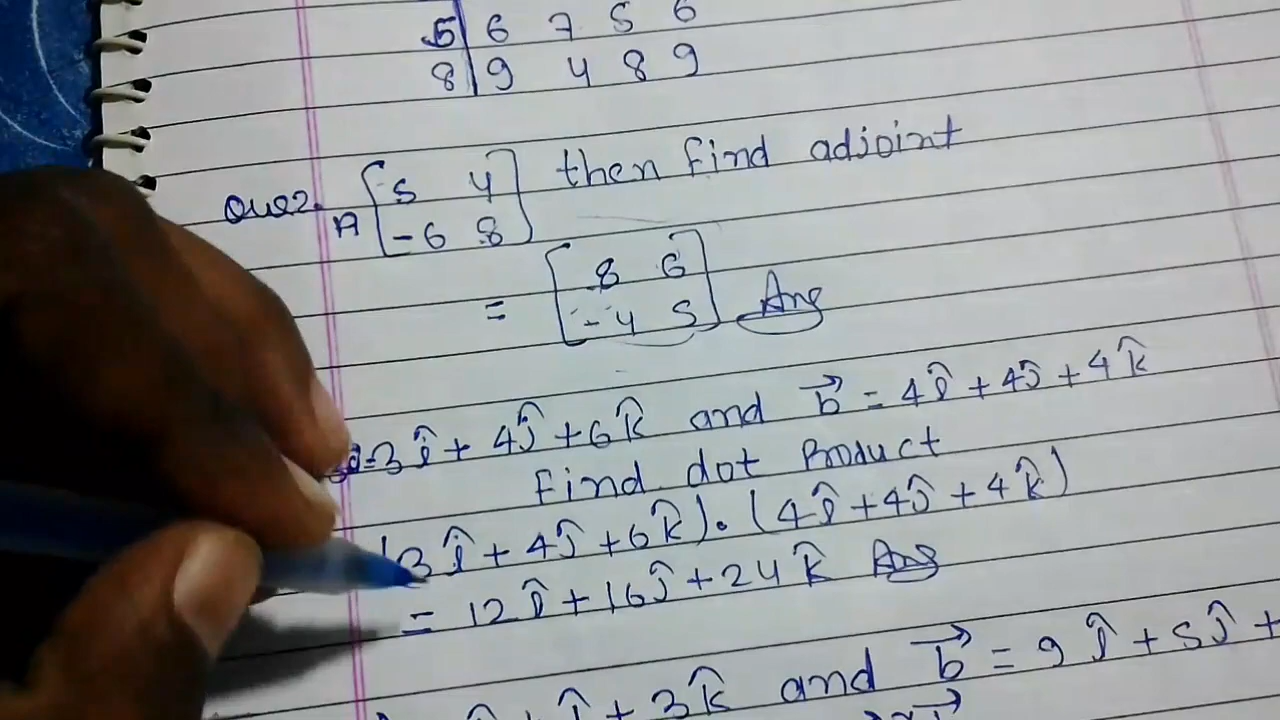 5 6 7 5 6
8 9 4 8 9
Que2. A [5 4 then find adjoint
-6 8]
= [8 6
-4 5] Ans
3î + 4ĵ + 6k̂ and b⃗ = 4î + 4ĵ + 4k̂
find dot Product
(3î + 4ĵ + 6k̂).(4î + 4ĵ + 4k̂)
= 12î + 16ĵ + 24k̂ Ans
+ 3k̂ and b⃗ = 9î + 5ĵ +